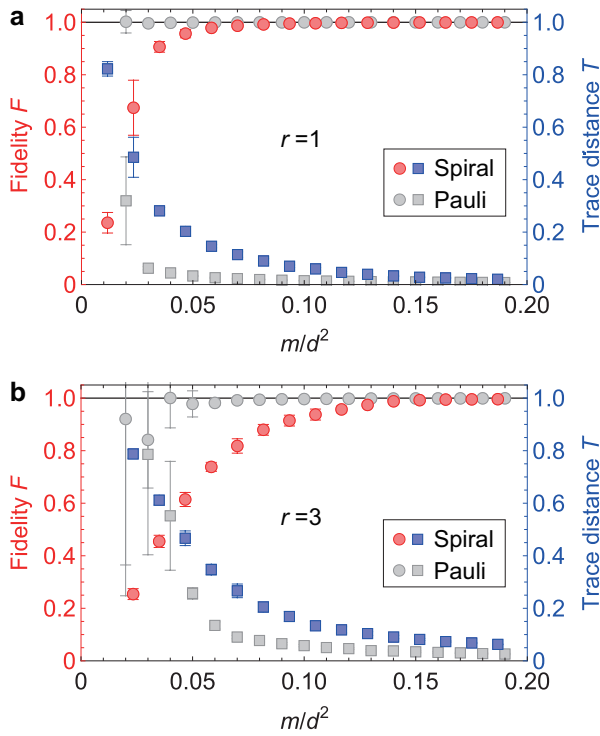 a
1.0 1.0
0.8 0.8
0.6 0.6
0.4 0.4
0.2 0.2
0 0
Fidelity F
Trace distance T
r =1
Spiral
Pauli
0 0.05 0.10 0.15 0.20
m/d²
b
1.0 1.0
0.8 0.8
0.6 0.6
0.4 0.4
0.2 0.2
0 0
Fidelity F
Trace distance T
r =3
Spiral
Pauli
0 0.05 0.10 0.15 0.20
m/d²